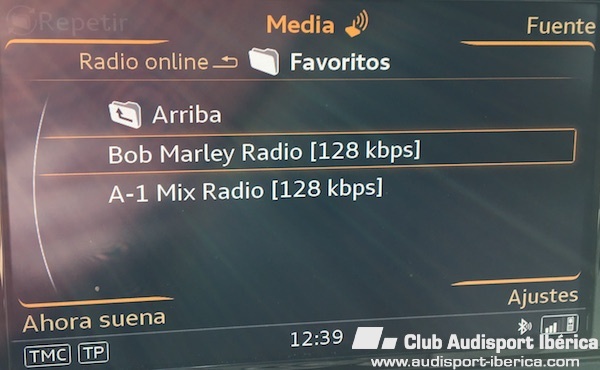 Repetir
Media
Fuente
Radio online
Favoritos
Arriba
Bob Marley Radio [128 kbps]
A-1 Mix Radio [128 kbps]
Ajustes
Ahora suena
TMC
TP
12:39
Club Audisport Ibérica
www.audisport-iberica.com